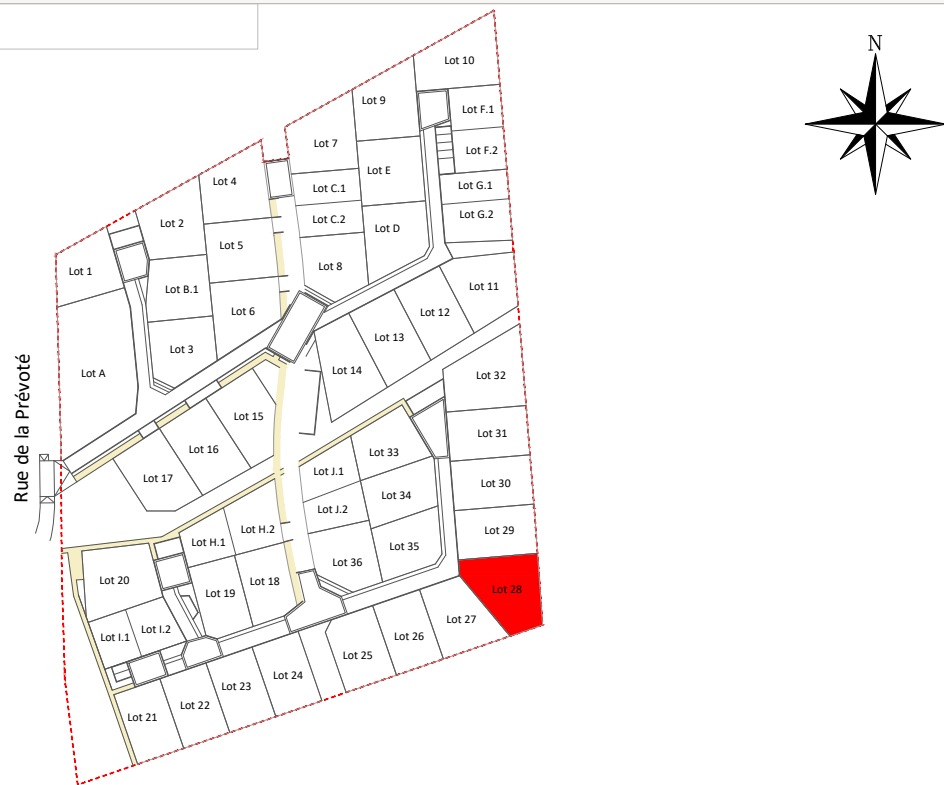 N
Lot 10
Lot 9
Lot F.1
Lot 7
Lot F.2
Lot E
Lot 4
Lot C.1
Lot G.1
Lot C.2
Lot G.2
Lot 2
Lot D
Lot 5
Lot 8
Lot 1
Lot B.1
Lot 11
Lot 6
Lot 12
Lot 13
Lot 3
Lot 14
Lot A
Lot 32
Rue de la Prévoté
Lot 15
Lot 31
Lot 16
Lot 33
Lot 17
Lot J.1
Lot 30
Lot 34
Lot J.2
Lot H.2
Lot 29
Lot H.1
Lot 35
Lot 36
Lot 20
Lot 18
Lot 28
Lot 19
Lot 27
Lot I.2
Lot I.1
Lot 26
Lot 25
Lot 24
Lot 23
Lot 22
Lot 21